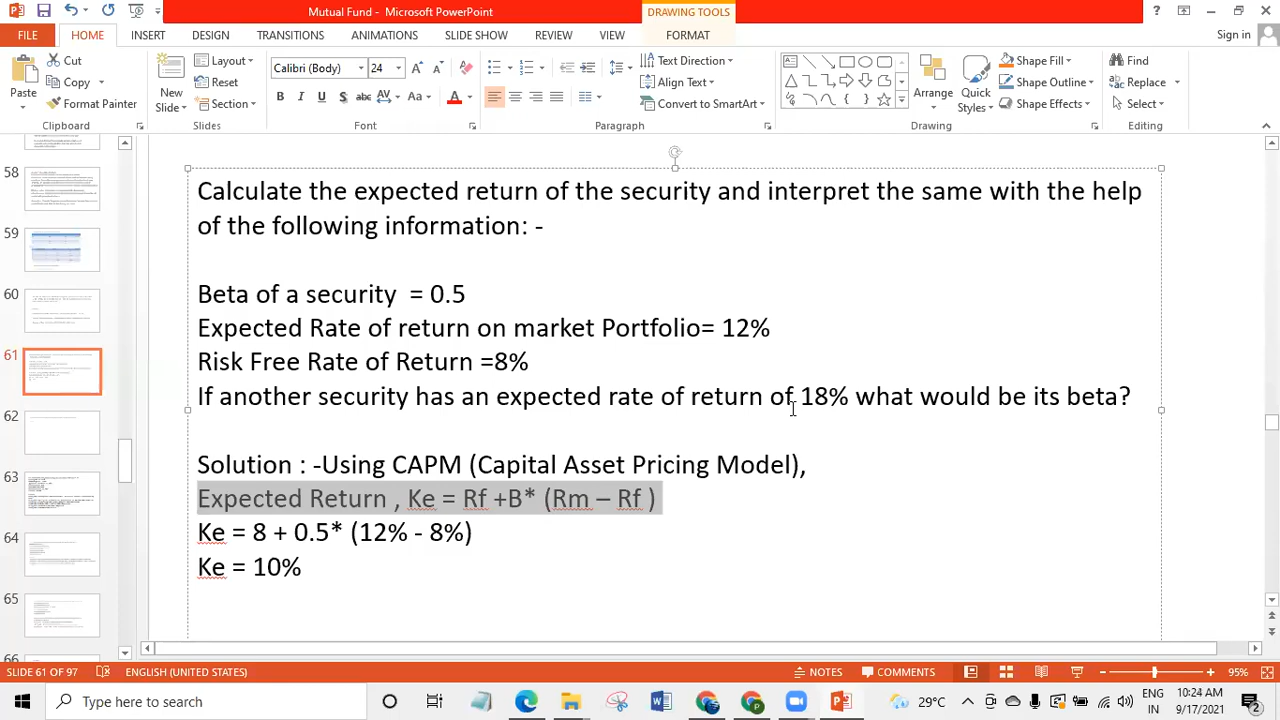 Mutual Fund - Microsoft PowerPoint
DRAWING TOOLS
?
FILE HOME INSERT DESIGN TRANSITIONS ANIMATIONS SLIDE SHOW REVIEW VIEW FORMAT Sign in
Paste Cut Copy Format Painter
New Slide Layout Reset Section
Calibri (Body) 24
B I U S abc AV Aa A
Text Direction
Align Text
Convert to SmartArt
Arrange Quick Styles
Shape Fill
Shape Outline
Shape Effects
Find
Replace
Select
Clipboard Slides Font Paragraph Drawing Editing
58
59
60
61
62
63
64
65
66
Calculate the expected return of the security and interpret the same with the help
of the following information: -
Beta of a security = 0.5
Expected Rate of return on market Portfolio= 12%
Risk Free Rate of Return =8%
If another security has an expected rate of return of 18% what would be its beta?
Solution : -Using CAPM (Capital Asset Pricing Model),
Expected Return , Ke = Rf +B* (Rm – Rf )
Ke = 8 + 0.5* (12% - 8%)
Ke = 10%
SLIDE 61 OF 97 ENGLISH (UNITED STATES) NOTES COMMENTS 95%
Type here to search 29°C ENG IN 10:24 AM 9/17/2021 2